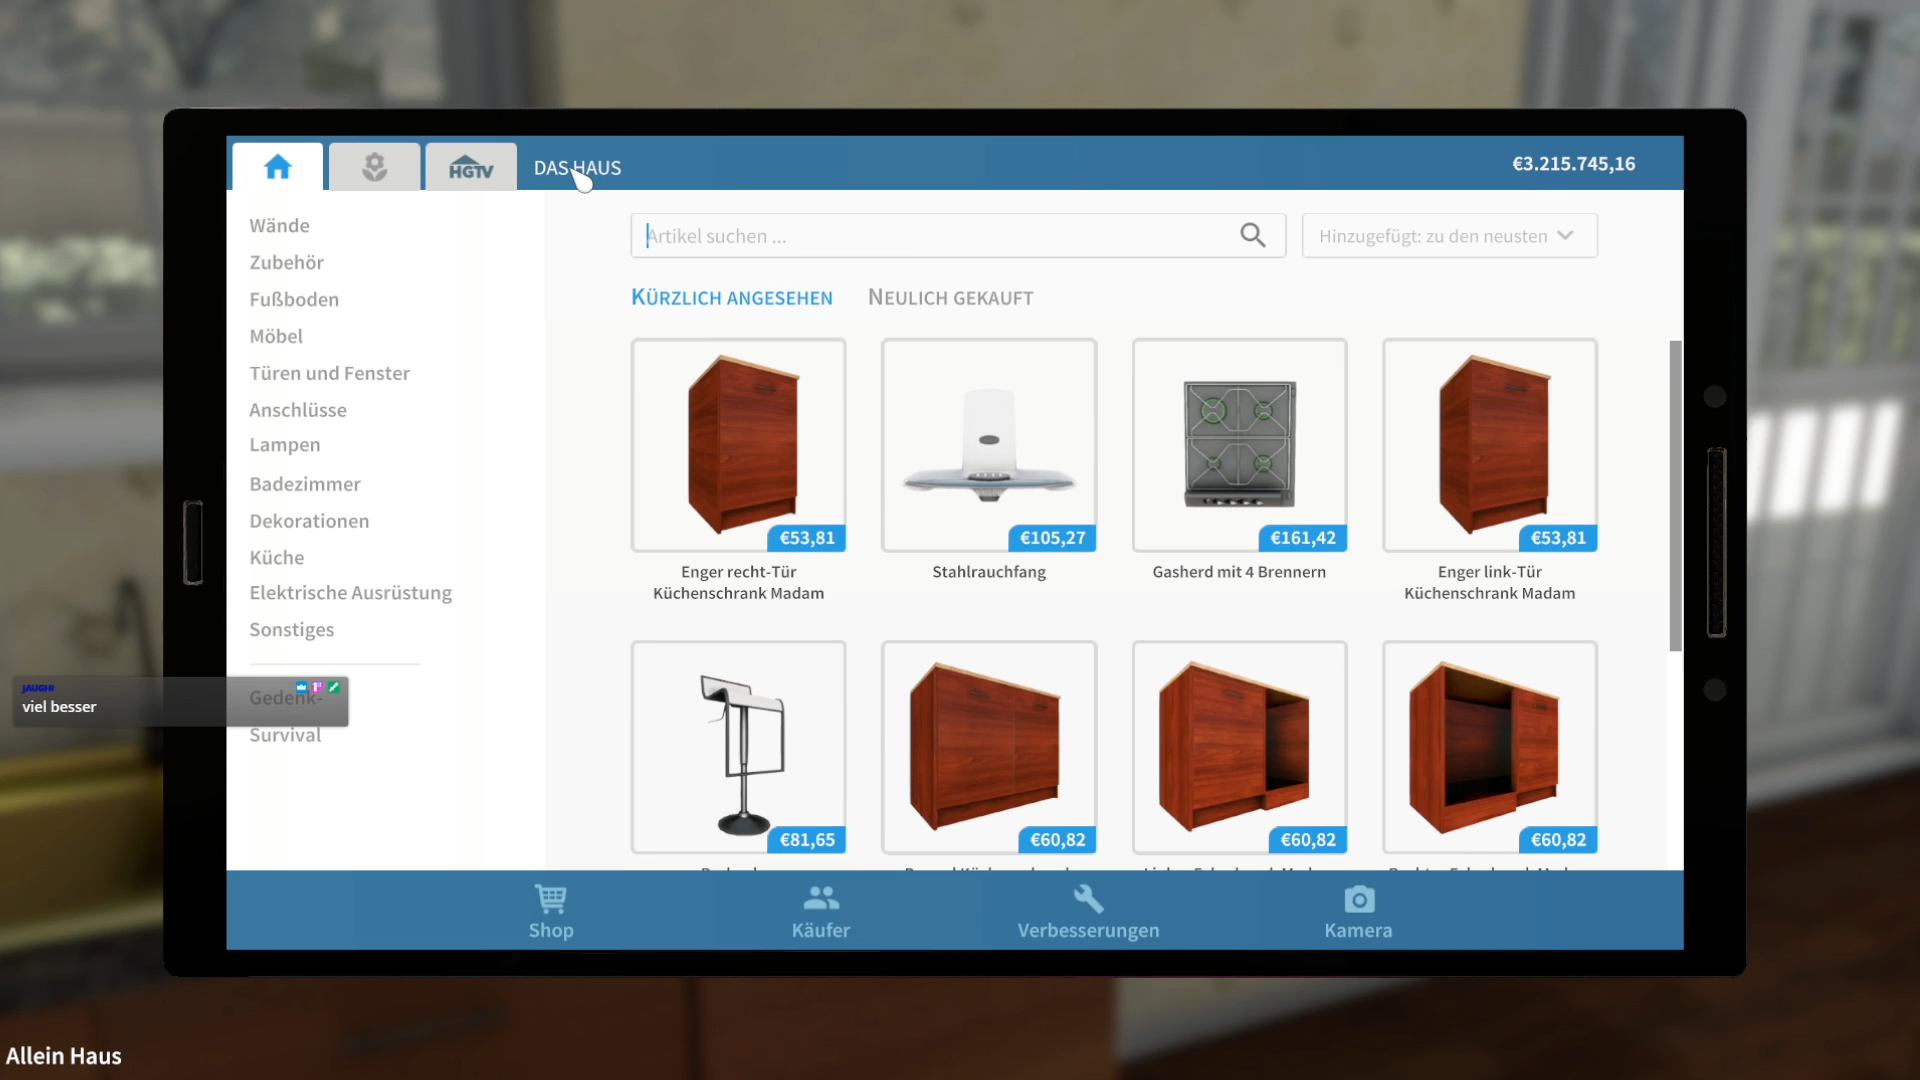 HGTV
DAS HAUS
€3.215.745,16
Wände
Zubehör
Fußboden
Möbel
Türen und Fenster
Anschlüsse
Lampen
Badezimmer
Dekorationen
Küche
Elektrische Ausrüstung
Sonstiges
Gedenk-
Survival
Artikel suchen ...
Hinzugefügt: zu den neusten
KÜRZLICH ANGESEHEN
NEULICH GEKAUFT
€53,81
€105,27
€161,42
€53,81
Enger recht-Tür
Küchenschrank Madam
Stahlrauchfang
Gasherd mit 4 Brennern
Enger link-Tür
Küchenschrank Madam
€81,65
€60,82
€60,82
€60,82
JAUGHI
viel besser
Shop
Käufer
Verbesserungen
Kamera
Allein Haus